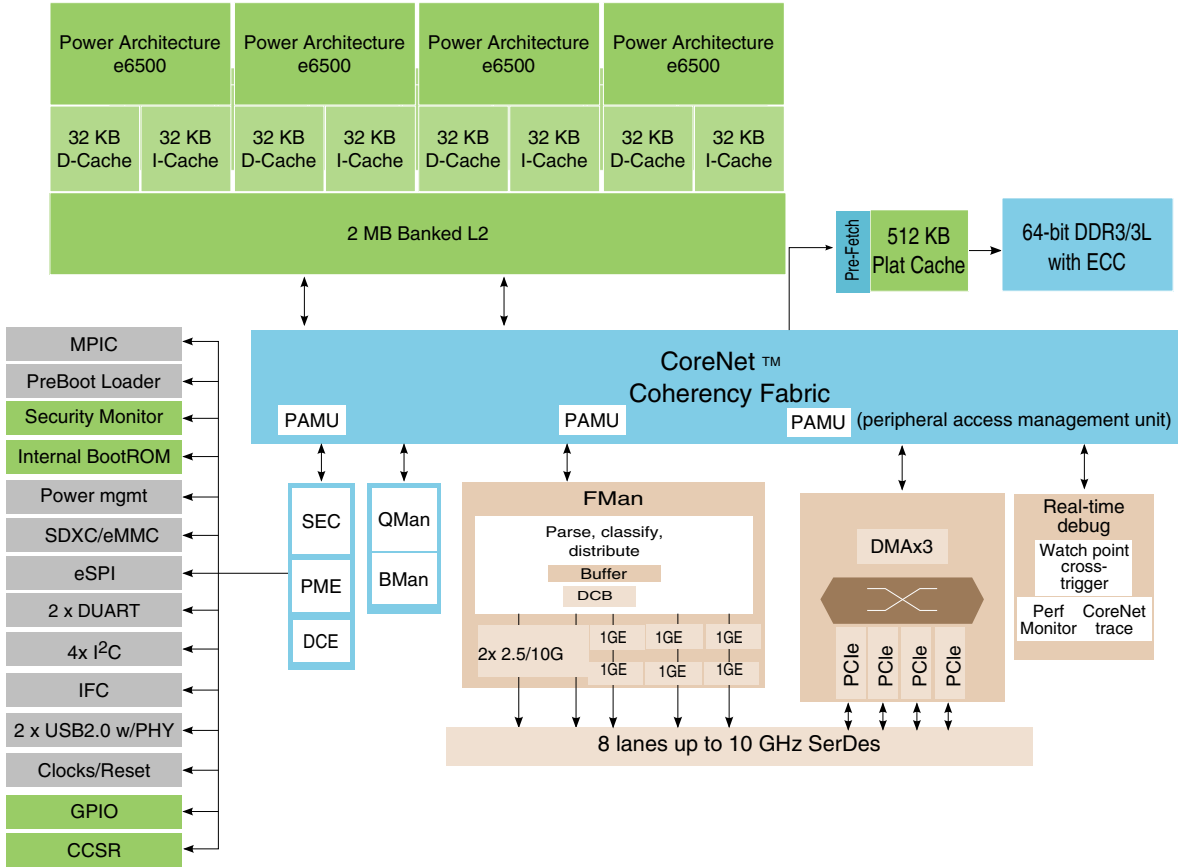 Power Architecture
e6500
Power Architecture
e6500
Power Architecture
e6500
Power Architecture
e6500
32 KB
D-Cache
32 KB
I-Cache
32 KB
D-Cache
32 KB
I-Cache
32 KB
D-Cache
32 KB
I-Cache
32 KB
D-Cache
32 KB
I-Cache
2 MB Banked L2
Pre-Fetch
512 KB
Plat Cache
64-bit DDR3/3L
with ECC
MPIC
PreBoot Loader
Security Monitor
Internal BootROM
Power mgmt
SDXC/eMMC
eSPI
2 x DUART
4x I²C
IFC
2 x USB2.0 w/PHY
Clocks/Reset
GPIO
CCSR
CoreNet TM
Coherency Fabric
PAMU
PAMU
PAMU (peripheral access management unit)
SEC
PME
DCE
QMan
BMan
FMan
Parse, classify,
distribute
Buffer
DCB
2x 2.5/10G
1GE
1GE
1GE
1GE
1GE
1GE
DMAx3
PCIe
PCIe
PCIe
PCIe
Real-time
debug
Watch point
cross-
trigger
Perf
Monitor
CoreNet
trace
8 lanes up to 10 GHz SerDes